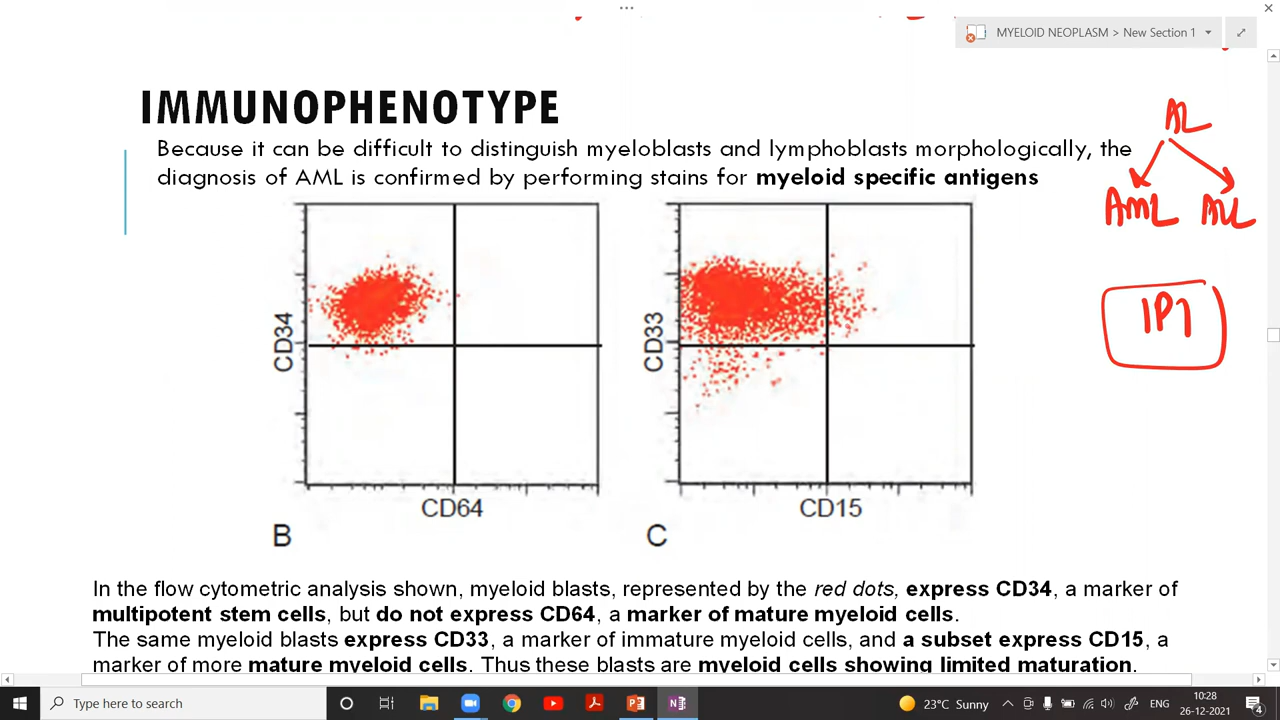 MYELOID NEOPLASM > New Section 1
IMMUNOPHENOTYPE
Because it can be difficult to distinguish myeloblasts and lymphoblasts morphologically, the
diagnosis of AML is confirmed by performing stains for myeloid specific antigens
AL
AML ALL
IPT
CD34
CD64
B
CD33
CD15
C
In the flow cytometric analysis shown, myeloid blasts, represented by the red dots, express CD34, a marker of
multipotent stem cells, but do not express CD64, a marker of mature myeloid cells.
The same myeloid blasts express CD33, a marker of immature myeloid cells, and a subset express CD15, a
marker of more mature myeloid cells. Thus these blasts are myeloid cells showing limited maturation.
Type here to search
23°C Sunny
ENG
10:28
26-12-2021
4